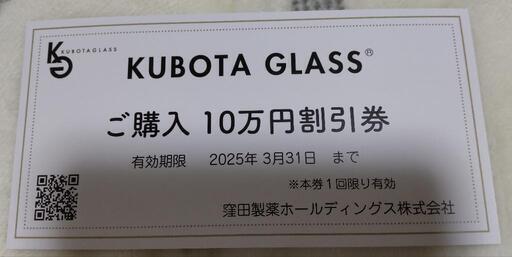 KG KUBOTAGLASS
KUBOTA GLASS®
ご購入 10万円割引券
有効期限 2025年3月31日 まで
※本券1回限り有効
窪田製薬ホールディングス株式会社